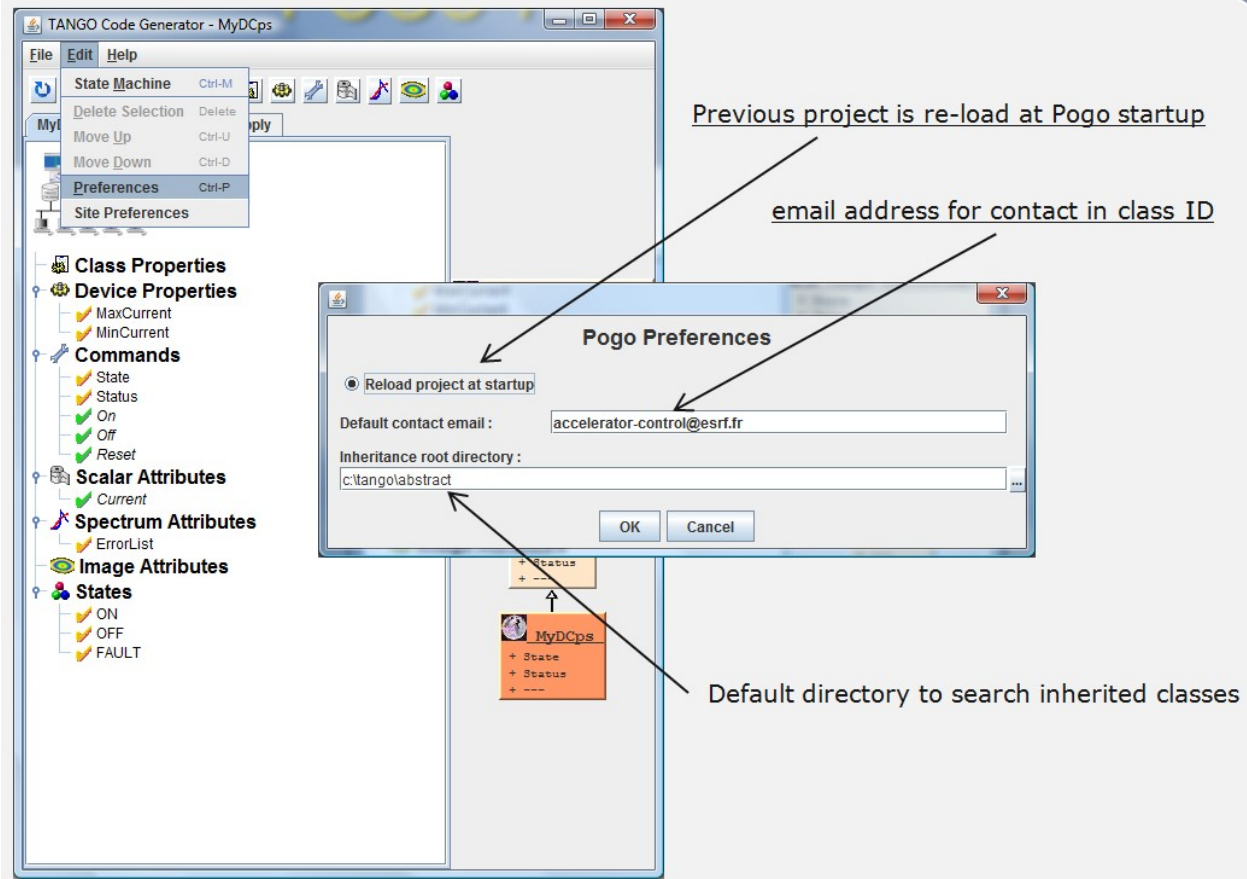 TANGO Code Generator - MyDCps
File Edit Help
State Machine Ctrl-M
Delete Selection Delete
Move Up Ctrl-U
Move Down Ctrl-D
Preferences Ctrl-P
Site Preferences
Class Properties
Device Properties
MaxCurrent
MinCurrent
Commands
State
Status
On
Off
Reset
Scalar Attributes
Current
Spectrum Attributes
ErrorList
Image Attributes
States
ON
OFF
FAULT
Previous project is re-load at Pogo startup
email address for contact in class ID
Pogo Preferences
Reload project at startup
Default contact email :
accelerator-control@esrf.fr
Inheritance root directory :
c:\tango\abstract
...
OK Cancel
+ Status
+ ---
MyDCps
+ State
+ Status
+ ---
Default directory to search inherited classes